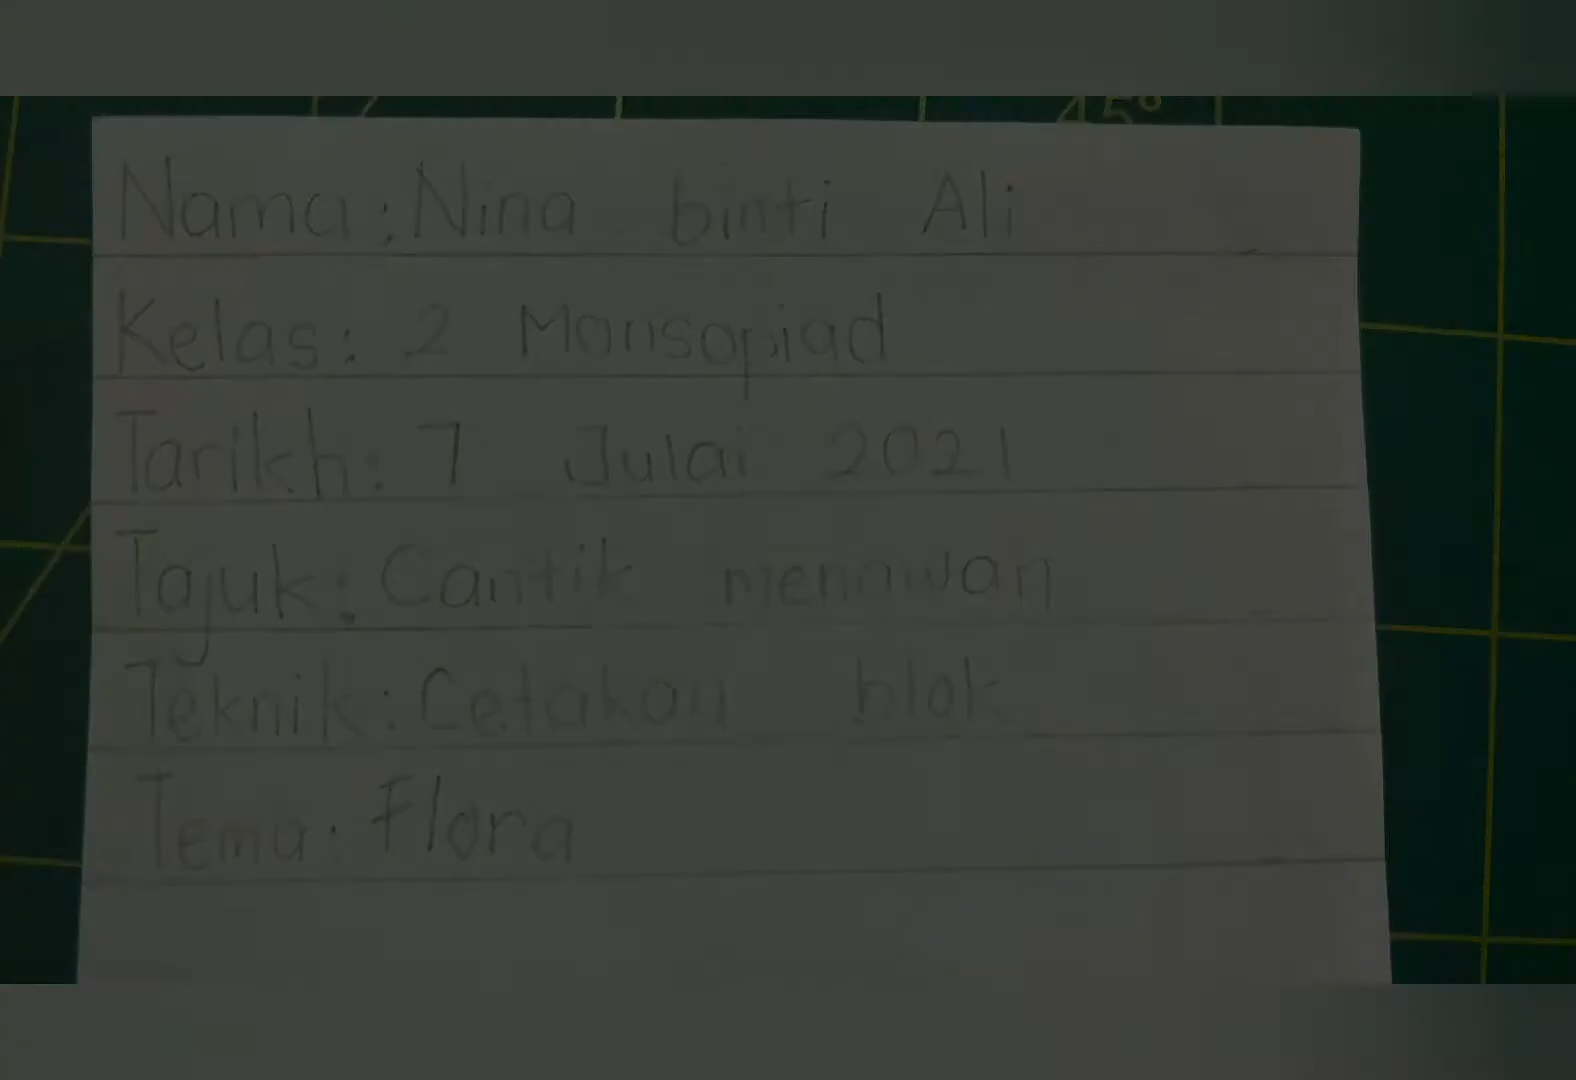 45°
Nama: Nina binti Ali
Kelas: 2 Monsopiad
Tarikh: 7 Julai 2021
Tajuk: Cantik menawan
Teknik: Cetakan blok
Tema: Flora